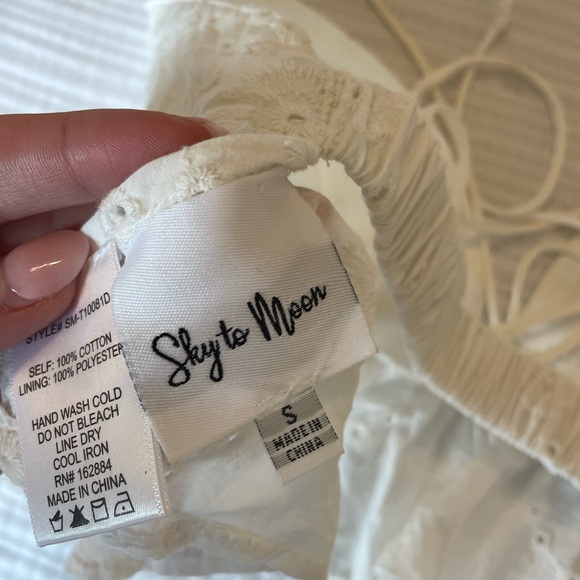 STYLE# SM-T10081D
SELF: 100% COTTON
LINING: 100% POLYESTER
HAND WASH COLD
DO NOT BLEACH
LINE DRY
COOL IRON
RN# 162884
MADE IN CHINA
Sky to Moon
S
MADE IN
CHINA